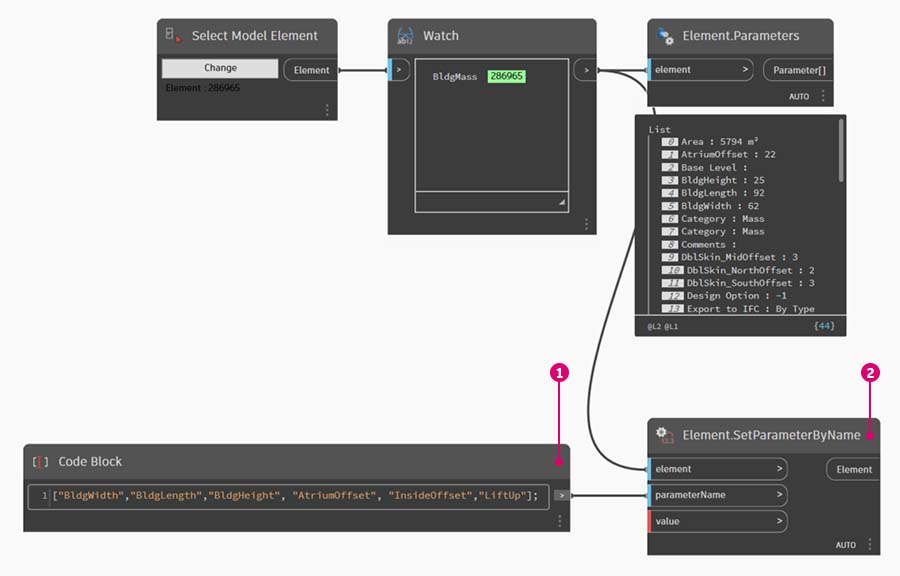 Select Model Element
Change
Element
Element : 286965
Watch
>
>
BldgMass 286965
Element.Parameters
element >
Parameter[]
AUTO
List
0 Area : 5794 m²
1 AtriumOffset : 22
2 Base Level :
3 BldgHeight : 25
4 BldgLength : 92
5 BldgWidth : 62
6 Category : Mass
7 Category : Mass
8 Comments :
9 DblSkin_MidOffset : 3
10 DblSkin_NorthOffset : 2
11 DblSkin_SouthOffset : 3
12 Design Option : -1
13 Export to IFC : By Type
@L2 @L1 {44}
1
2
Code Block
1 ["BldgWidth","BldgLength","BldgHeight", "AtriumOffset", "InsideOffset","LiftUp"];
>
Element.SetParameterByName
element >
Element
parameterName >
value >
AUTO